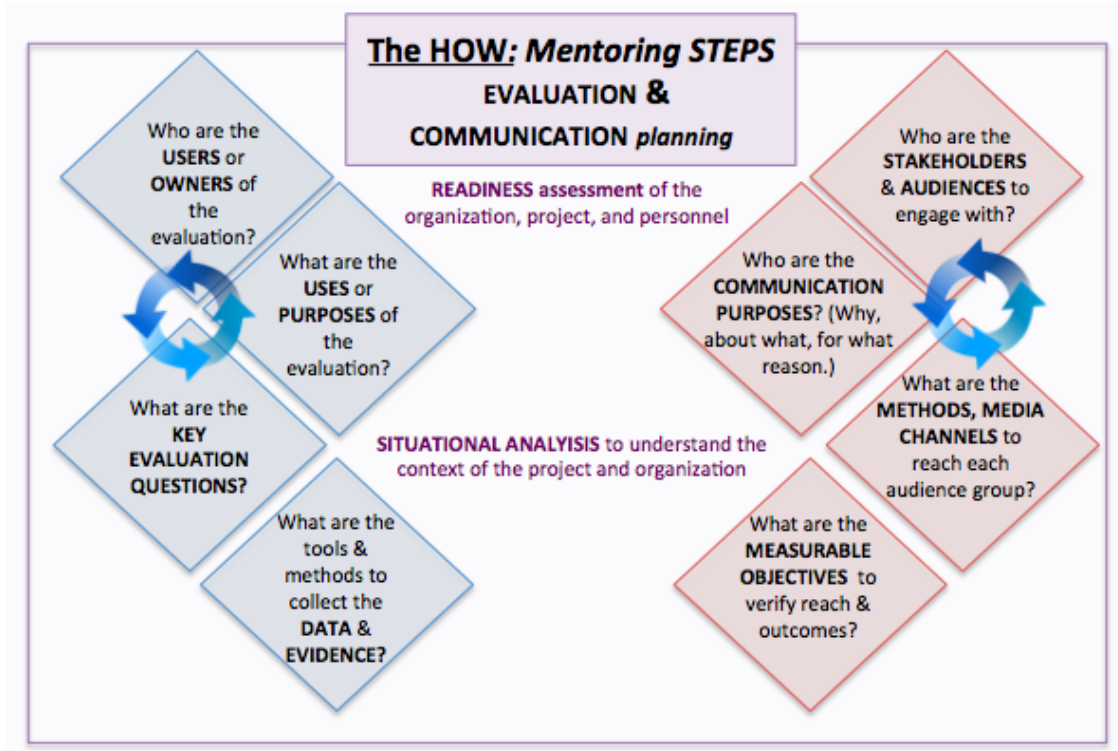 The HOW: Mentoring STEPS
EVALUATION &
COMMUNICATION planning
READINESS assessment of the
organization, project, and personnel
SITUATIONAL ANALYISIS to understand the
context of the project and organization
Who are the
USERS or
OWNERS of
the
evaluation?
What are the
USES or
PURPOSES of
the
evaluation?
What are the
KEY
EVALUATION
QUESTIONS?
What are the
tools &
methods to
collect the
DATA &
EVIDENCE?
Who are the
STAKEHOLDERS
& AUDIENCES to
engage with?
Who are the
COMMUNICATION
PURPOSES? (Why,
about what, for what
reason.)
What are the
METHODS, MEDIA
CHANNELS to
reach each
audience group?
What are the
MEASURABLE
OBJECTIVES to
verify reach &
outcomes?